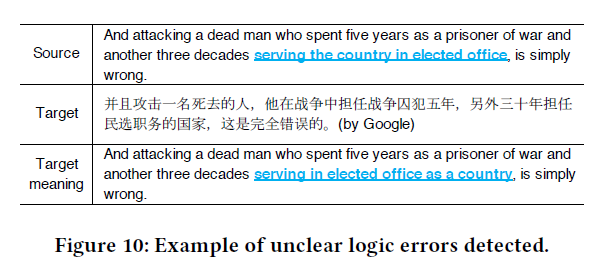 Source
And attacking a dead man who spent five years as a prisoner of war and
another three decades serving the country in elected office, is simply
wrong.
Target
并且攻击一名死去的人，他在战争中担任战争囚犯五年，另外三十年担任
民选职务的国家，这是完全错误的。(by Google)
Target
meaning
And attacking a dead man who spent five years as a prisoner of war and
another three decades serving in elected office as a country, is simply
wrong.
Figure 10: Example of unclear logic errors detected.